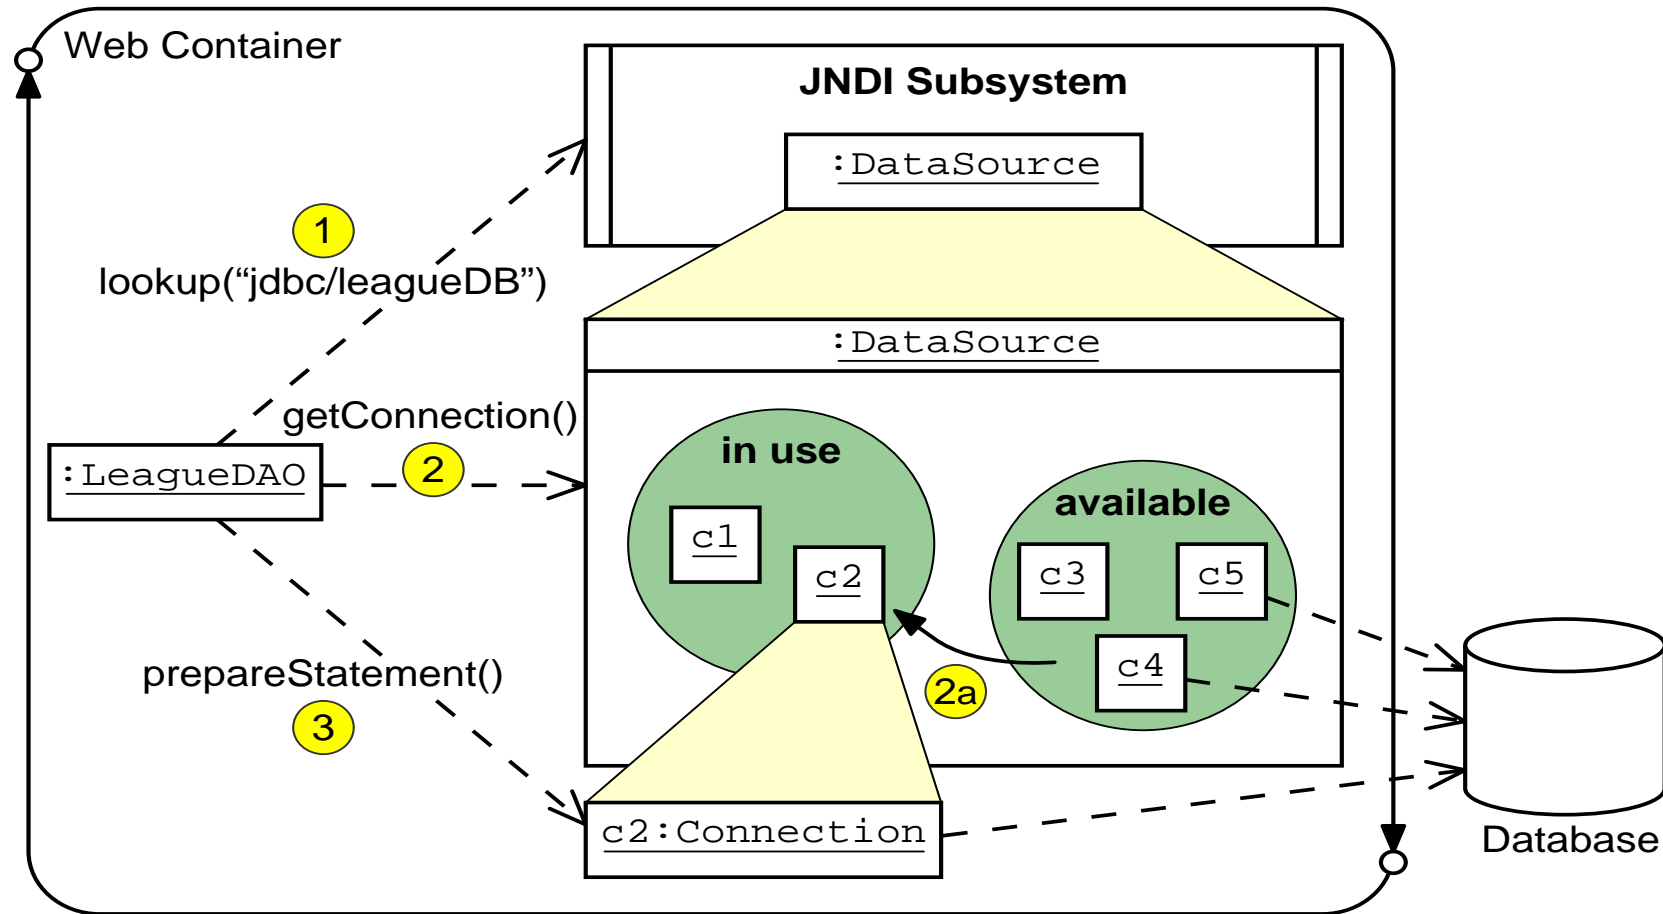 Web Container
JNDI Subsystem
:DataSource
1
lookup(“jdbc/leagueDB”)
:DataSource
getConnection()
2
:LeagueDAO
in use
c1
c2
available
c3
c5
c4
2a
prepareStatement()
3
c2:Connection
Database